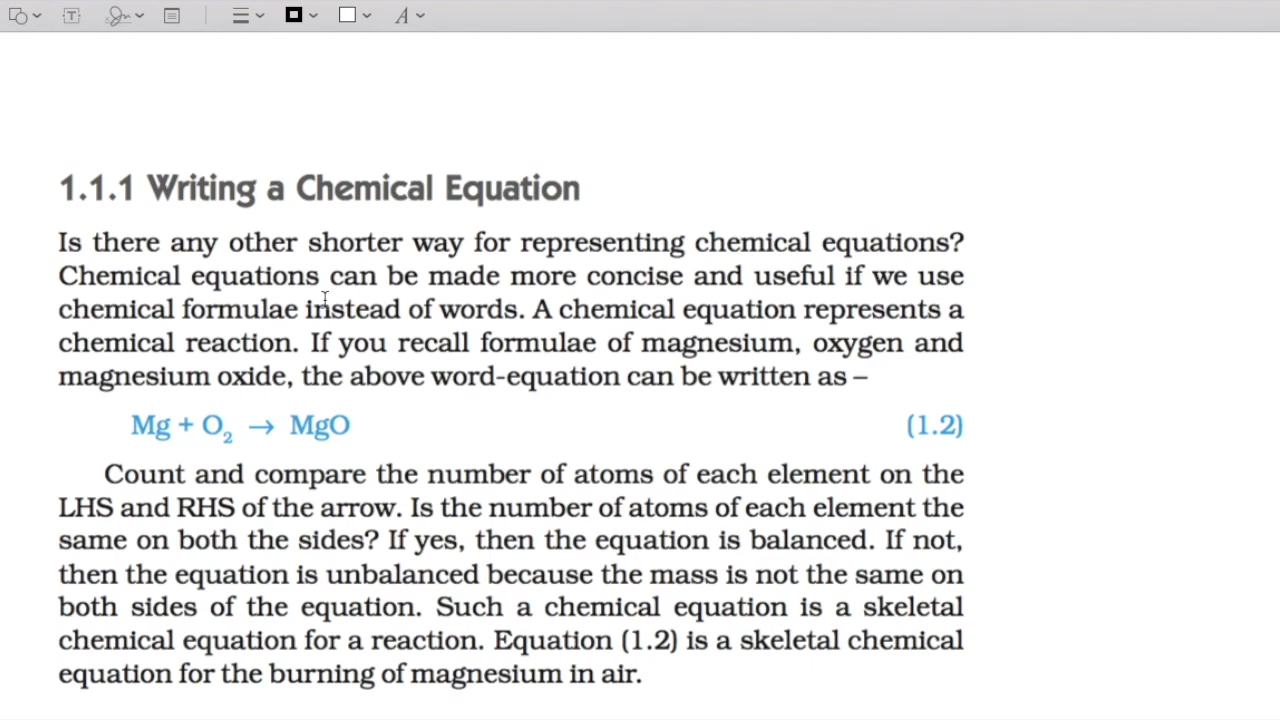 1.1.1 Writing a Chemical Equation
Is there any other shorter way for representing chemical equations?
Chemical equations can be made more concise and useful if we use
chemical formulae instead of words. A chemical equation represents a
chemical reaction. If you recall formulae of magnesium, oxygen and
magnesium oxide, the above word-equation can be written as –
Mg + O₂ → MgO (1.2)
Count and compare the number of atoms of each element on the
LHS and RHS of the arrow. Is the number of atoms of each element the
same on both the sides? If yes, then the equation is balanced. If not,
then the equation is unbalanced because the mass is not the same on
both sides of the equation. Such a chemical equation is a skeletal
chemical equation for a reaction. Equation (1.2) is a skeletal chemical
equation for the burning of magnesium in air.